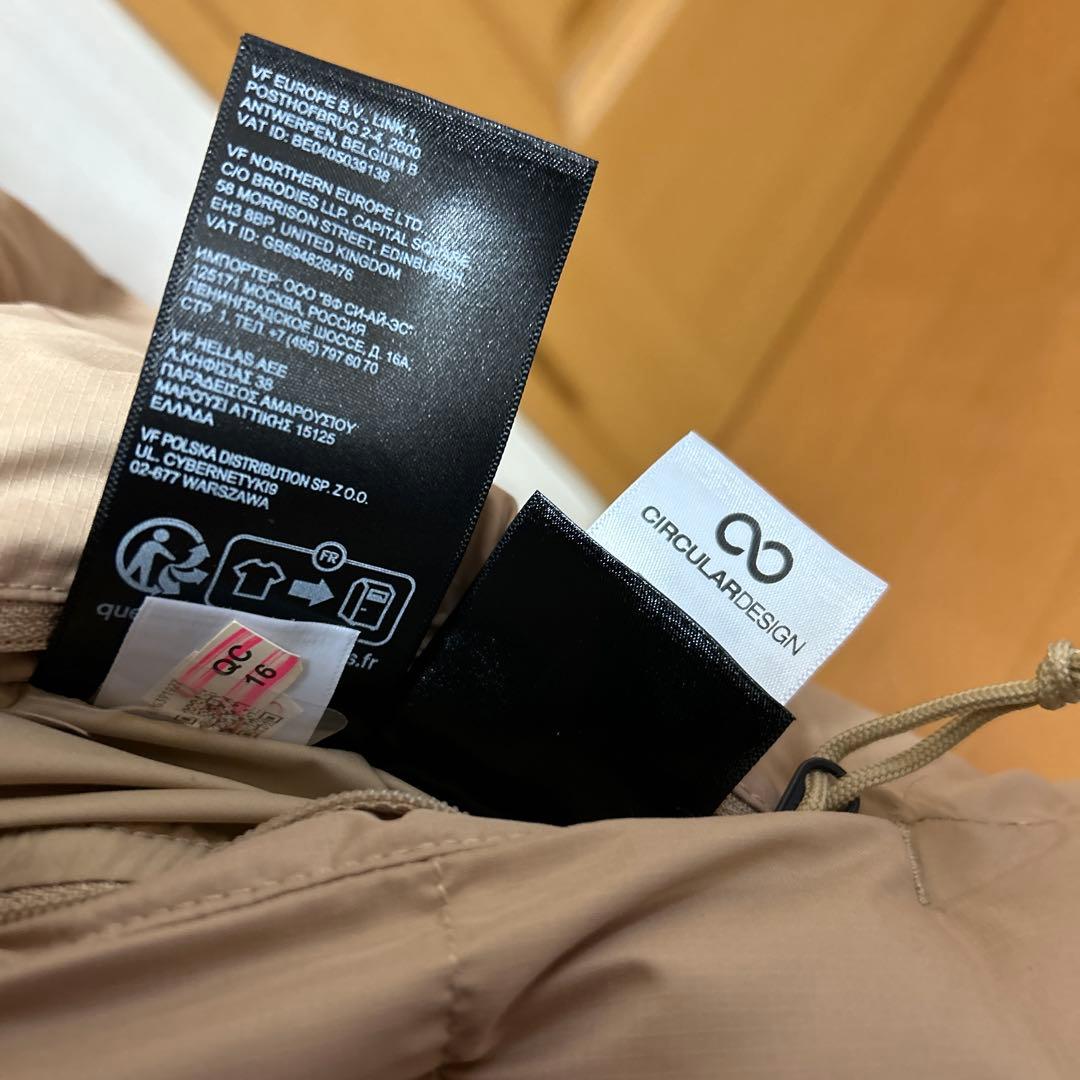 VF EUROPE B.V., LINK 1,
POSTHOFBRUG 2-4, 2600
ANTWERPEN, BELGIUM B
VAT ID: BE0405039138
VF NORTHERN EUROPE LTD,
C/O BRODIES LLP, CAPITAL SQUARE
58 MORRISON STREET, EDINBURGH,
EH3 8BP, UNITED KINGDOM
VAT ID: GB694828476
ИМПОРТЕР: ООО "ВФ СИ-АЙ-ЭС"
125171 МОСКВА, РОССИЯ
ЛЕНИНГРАДСКОЕ ШОССЕ, Д. 16А,
СТР. 1, ТЕЛ. +7 (495) 797 60 70
VF HELLAS AEE
Λ.ΚΗΦΙΣΙΑΣ 38
ΠΑΡΑΔΕΙΣΟΣ ΑΜΑΡΟΥΣΙΟΥ
ΜΑΡΟΥΣΙ ΑΤΤΙΚΗΣ 15125
ΕΛΛΑΔΑ
VF POLSKA DISTRIBUTION SP. Z O.O.
UL. CYBERNETYKI9
02-677 WARSZAWA
FR
que
s.fr
QC
16
CIRCULARDESIGN